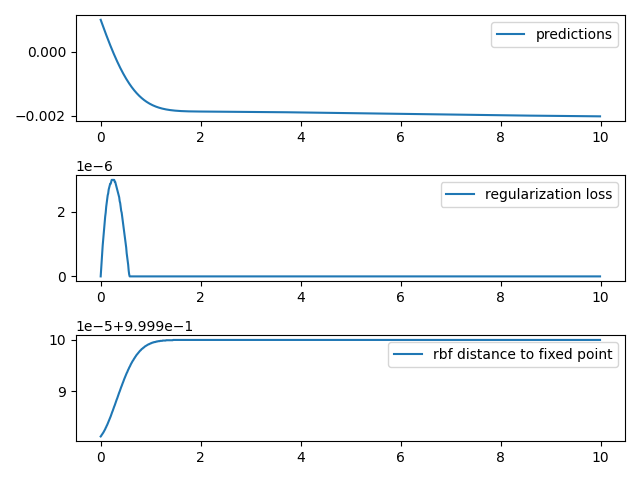 predictions
0.000
−0.002
0 2 4 6 8 10
1e−6
regularization loss
2
0
0 2 4 6 8 10
1e−5+9.999e−1
10
rbf distance to fixed point
9
0 2 4 6 8 10